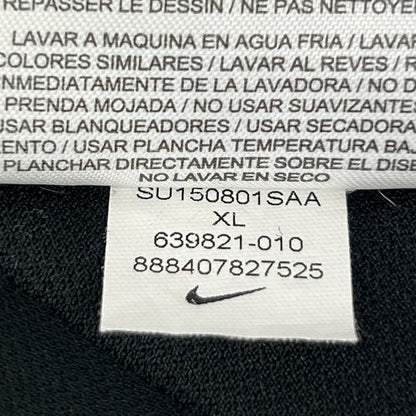 REPASSER LE DESSIN / NE PAS NETTOYE
LAVAR A MAQUINA EN AGUA FRIA / LAVAR
COLORES SIMILARES / LAVAR AL REVES / R
INMEDIATAMENTE DE LA LAVADORA / NO D
PRENDA MOJADA / NO USAR SUAVIZANTE
USAR BLANQUEADORES / USAR SECADORA
ENTO / USAR PLANCHA TEMPERATURA BAJ
PLANCHAR DIRECTAMENTE SOBRE EL DISE
NO LAVAR EN SECO
SU150801SAA
XL
639821-010
888407827525